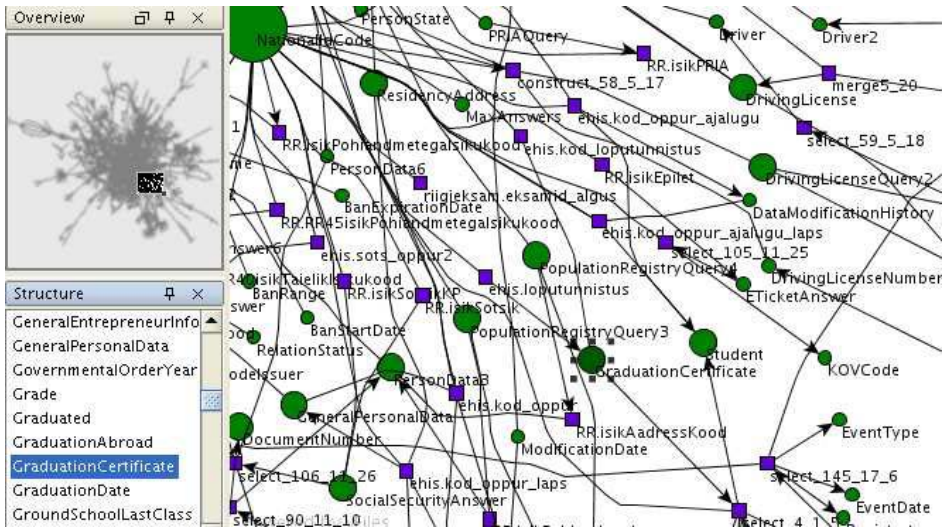 Overview
Structure
GeneralEntrepreneurInfo
GeneralPersonalData
GovernmentalOrderYear
Grade
Graduated
GraduationAbroad
GraduationCertificate
GraduationDate
GroundSchoolLastClass
PersonState
PRIAQuery
Driver
Driver2
RR.isikPRIA
construct_58_5_17
merge5_20
ResidencyAddress
MaxAnswers
DrivingLicense
ehis.kod_oppur_ajalugu
select_59_5_18
RR.isikPohiandmetegaIsikukood
ehis.kod_loputunnistus
PersonData6
RR.isikEpilet
DrivingLicenseQuery2
riigieksam.eksamid_algus
BanExpirationDate
DataModificationHistory
RR.RR45isikPohiandmetegaIsikukood
ehis.kod_oppur_ajalugu_laps
ehis.sots_oppur2
select_105_11_25
PopulationRegistryQuery4
DrivingLicenseNumber
ehis.loputunnistus
ETicketAnswer
BanRange
RR.isikSotsik
BanStartDate
PopulationRegistryQuery3
RelationStatus
Student
GraduationCertificate
KOVCode
PersonData3
ehis.kod_oppur
GeneralPersonalData
RR.isikAadressKood
EventType
DocumentNumber
ModificationDate
select_106_11_26
ehis.kod_oppur_laps
select_145_17_6
SocialSecurityAnswer
EventDate
select_90_11_10